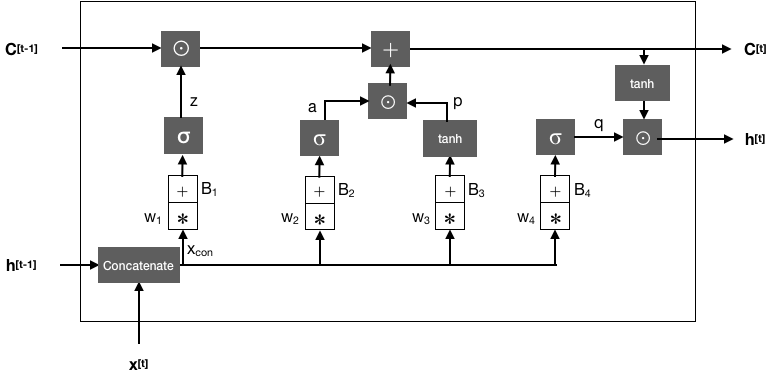 C[t-1]
⊙
+
C[t]
tanh
z
a
⊙
p
q
⊙
h[t]
σ
σ
tanh
σ
+
B1
+
B2
+
B3
+
B4
w1
*
w2
*
w3
*
w4
*
xcon
h[t-1]
Concatenate
x[t]